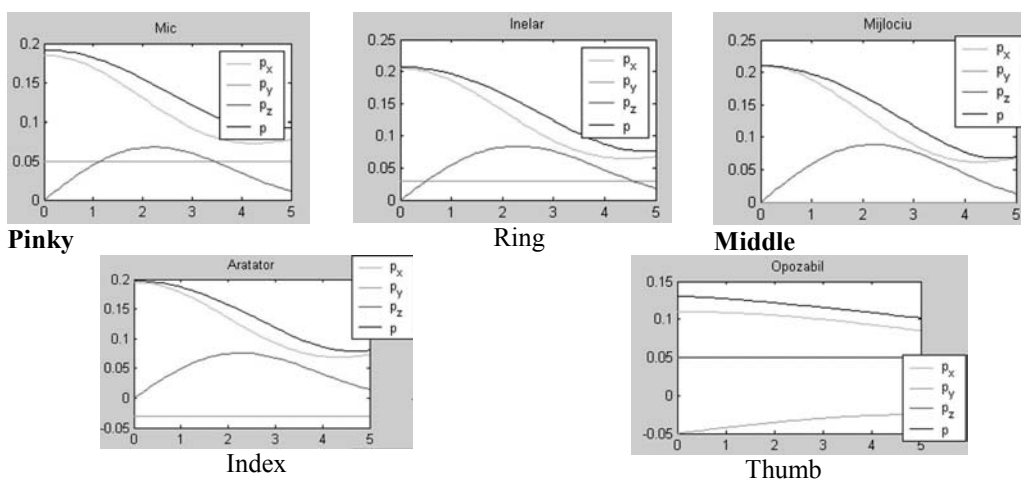 Mic
0.2
0.15
0.1
0.05
0
0 1 2 3 4 5
p_x
p_y
p_z
p
Pinky
Inelar
0.25
0.2
0.15
0.1
0.05
0
0 1 2 3 4 5
p_x
p_y
p_z
p
Ring
Mijlociu
0.25
0.2
0.15
0.1
0.05
0
0 1 2 3 4 5
p_x
p_y
p_z
p
Middle
Aratator
0.2
0.15
0.1
0.05
0
-0.05
0 1 2 3 4 5
p_x
p_y
p_z
p
Index
Opozabil
0.15
0.1
0.05
0
-0.05
0 1 2 3 4 5
p_x
p_y
p_z
p
Thumb